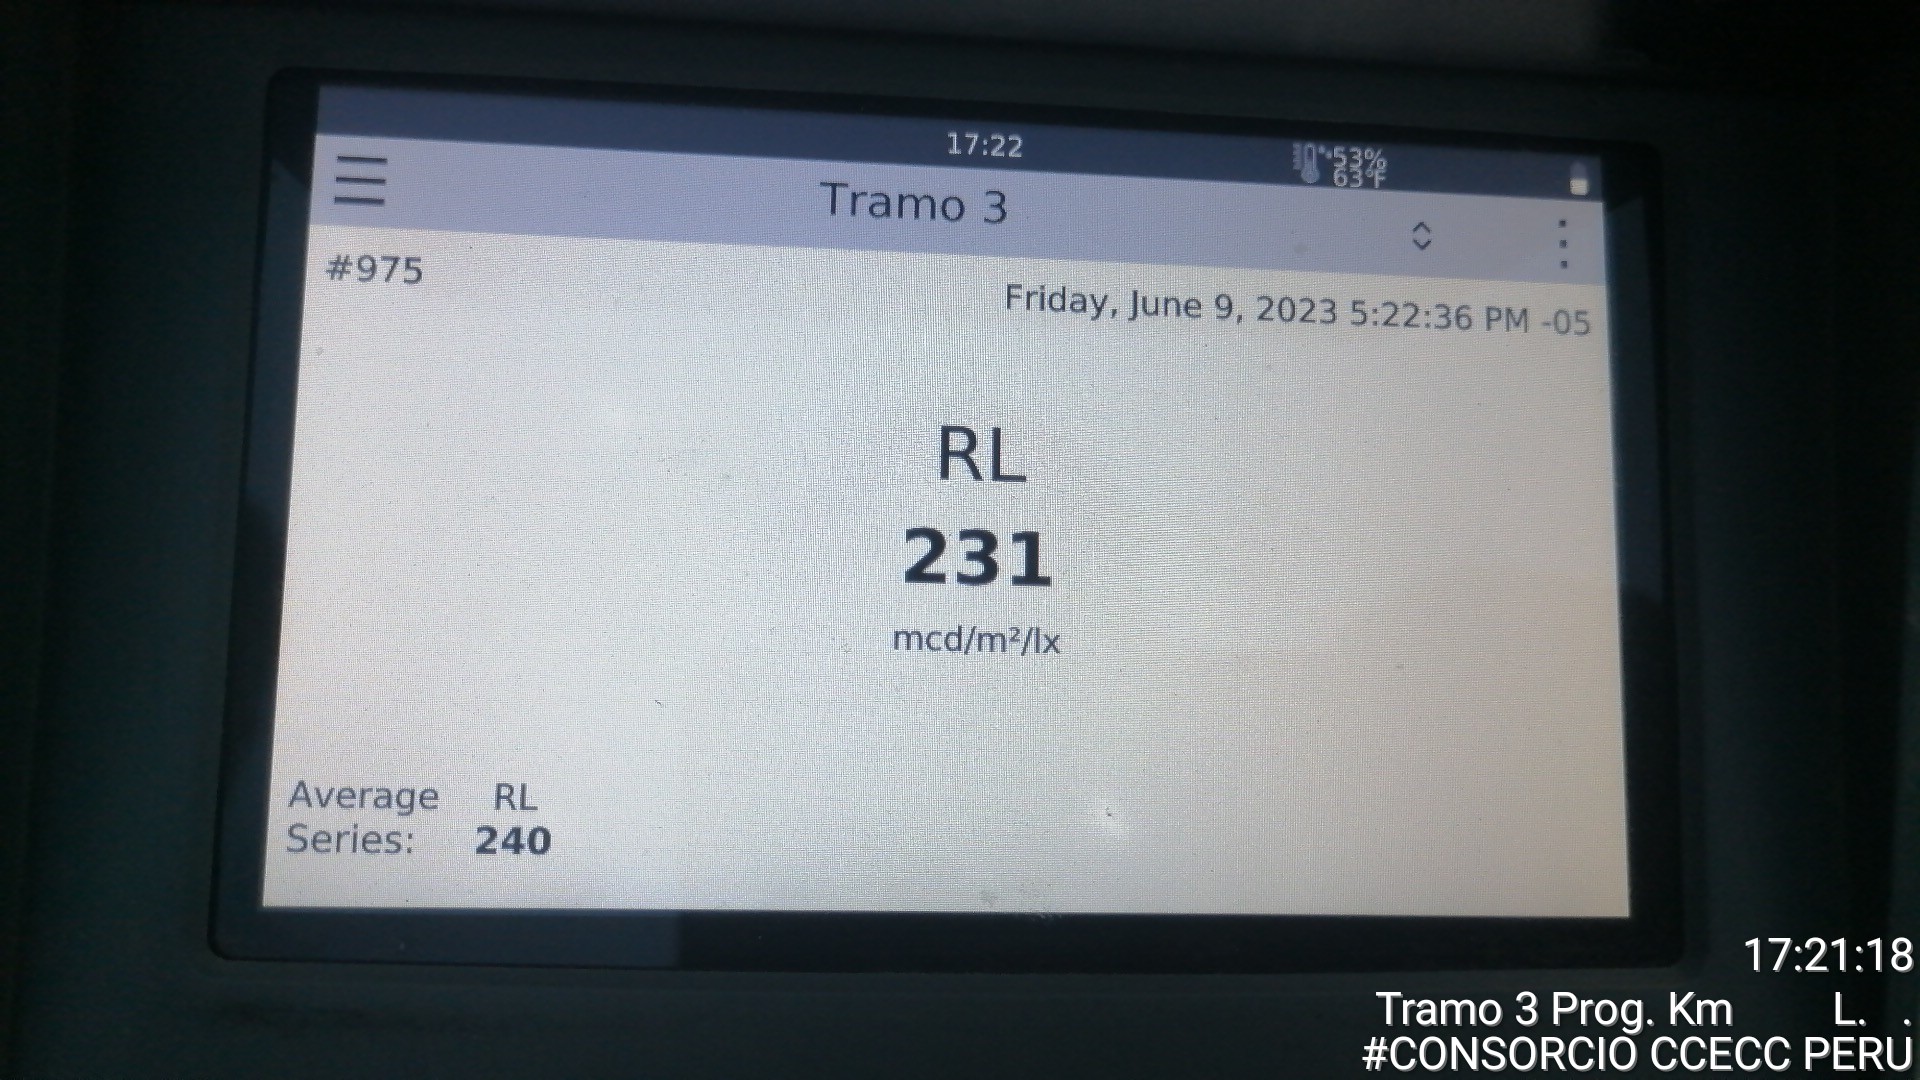 17:22
53%
63°F
Tramo 3
#975
Friday, June 9, 2023 5:22:36 PM -05
RL
231
mcd/m²/lx
Average RL
Series: 240
17:21:18
Tramo 3 Prog. Km L. .
#CONSORCIO CCECC PERU